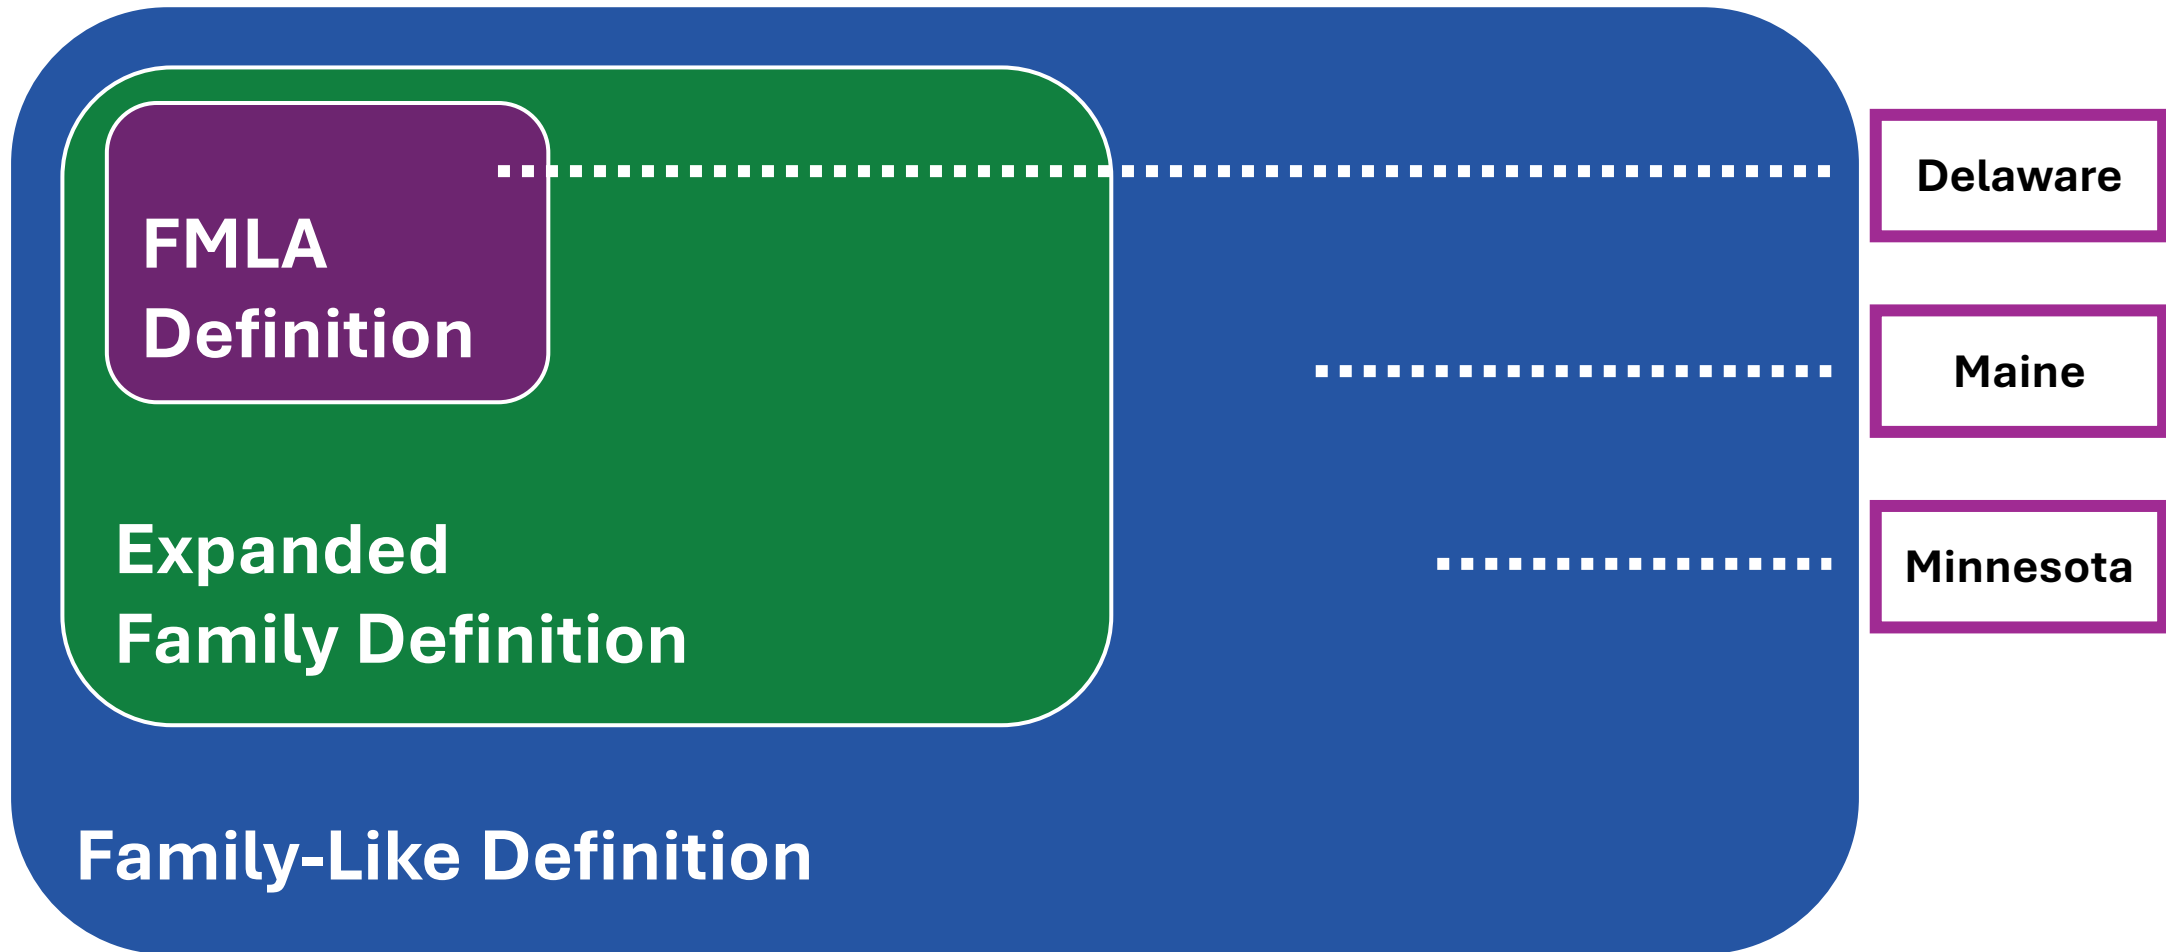 FMLA
Definition
Expanded
Family Definition
Family-Like Definition
Delaware
Maine
Minnesota